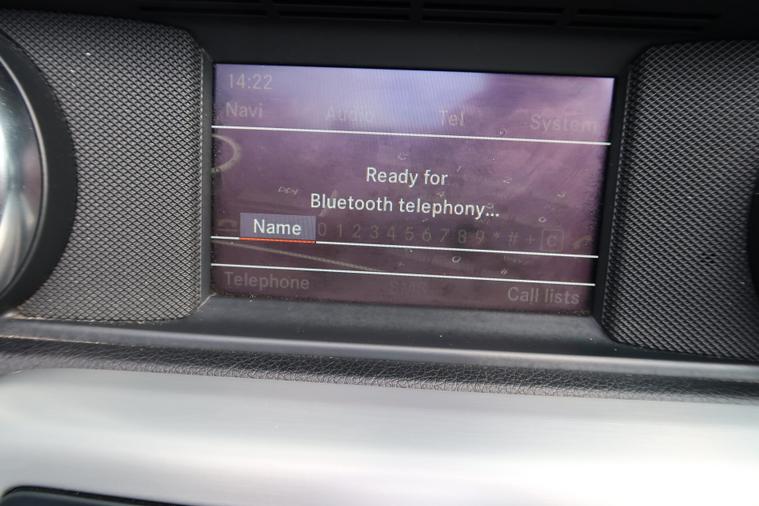 14:22
Navi Audio Tel System
Ready for
Bluetooth telephony...
Name 0 1 2 3 4 5 6 7 8 9 * # + C
Telephone SMS Call lists